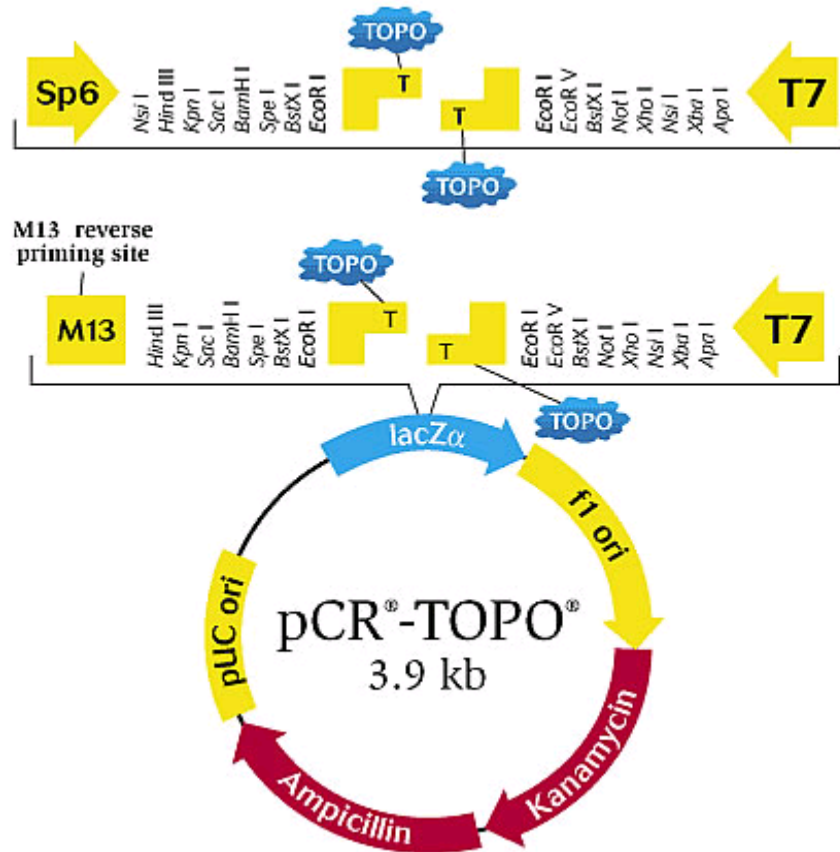 TOPO
Sp6
Nsi I
Hind III
Kpn I
Sac I
BamH I
Spe I
BstX I
EcoR I
T
T
EcoR I
EcoR V
BstX I
Not I
Xho I
Nsi I
Xba I
Apa I
T7
TOPO
M13 reverse
priming site
TOPO
M13
Hind III
Kpn I
Sac I
BamH I
Spe I
BstX I
EcoR I
T
T
EcoR I
EcoR V
BstX I
Not I
Xho I
Nsi I
Xba I
Apa I
T7
TOPO
lacZα
f1 ori
pUC ori
pCR®-TOPO®
3.9 kb
Kanamycin
Ampicillin